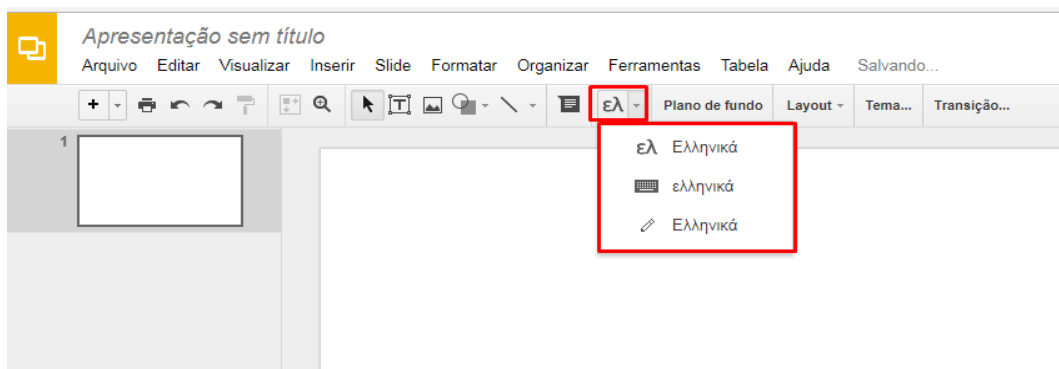 Apresentação sem título
Arquivo Editar Visualizar Inserir Slide Formatar Organizar Ferramentas Tabela Ajuda Salvando...
ελ Plano de fundo Layout Tema... Transição...
1
ελ Ελληνικά
ελληνικά
Ελληνικά